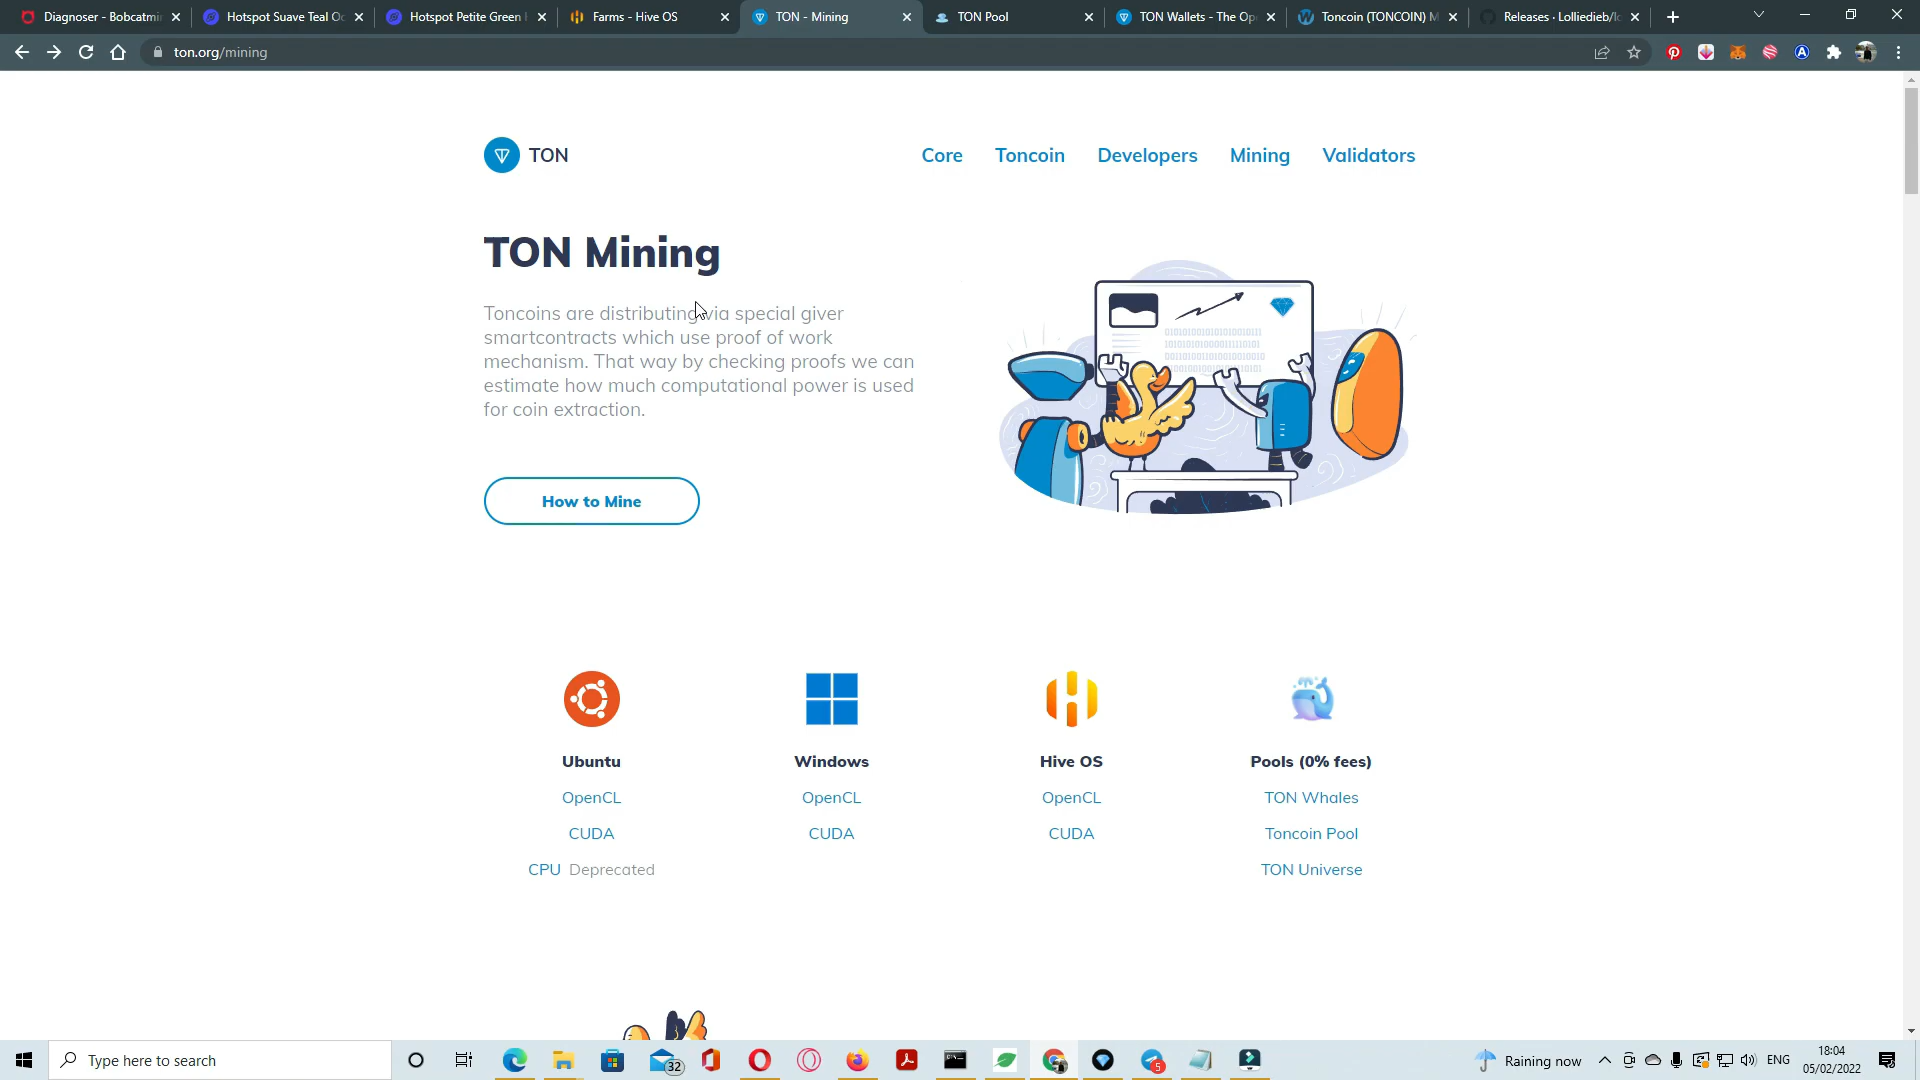 Diagnoser - Bobcatmin
Hotspot Suave Teal Oc
Hotspot Petite Green
Farms - Hive OS
TON - Mining
TON Pool
TON Wallets - The Op
Toncoin (TONCOIN) M
Releases · Lolliedieb/lo
ton.org/mining
TON
Core
Toncoin
Developers
Mining
Validators
TON Mining
Toncoins are distributing via special giver
smartcontracts which use proof of work
mechanism. That way by checking proofs we can
estimate how much computational power is used
for coin extraction.
How to Mine
Ubuntu
Windows
Hive OS
Pools (0% fees)
OpenCL
OpenCL
OpenCL
TON Whales
CUDA
CUDA
CUDA
Toncoin Pool
CPU Deprecated
TON Universe
Type here to search
32
5
Raining now
ENG
18:04
05/02/2022